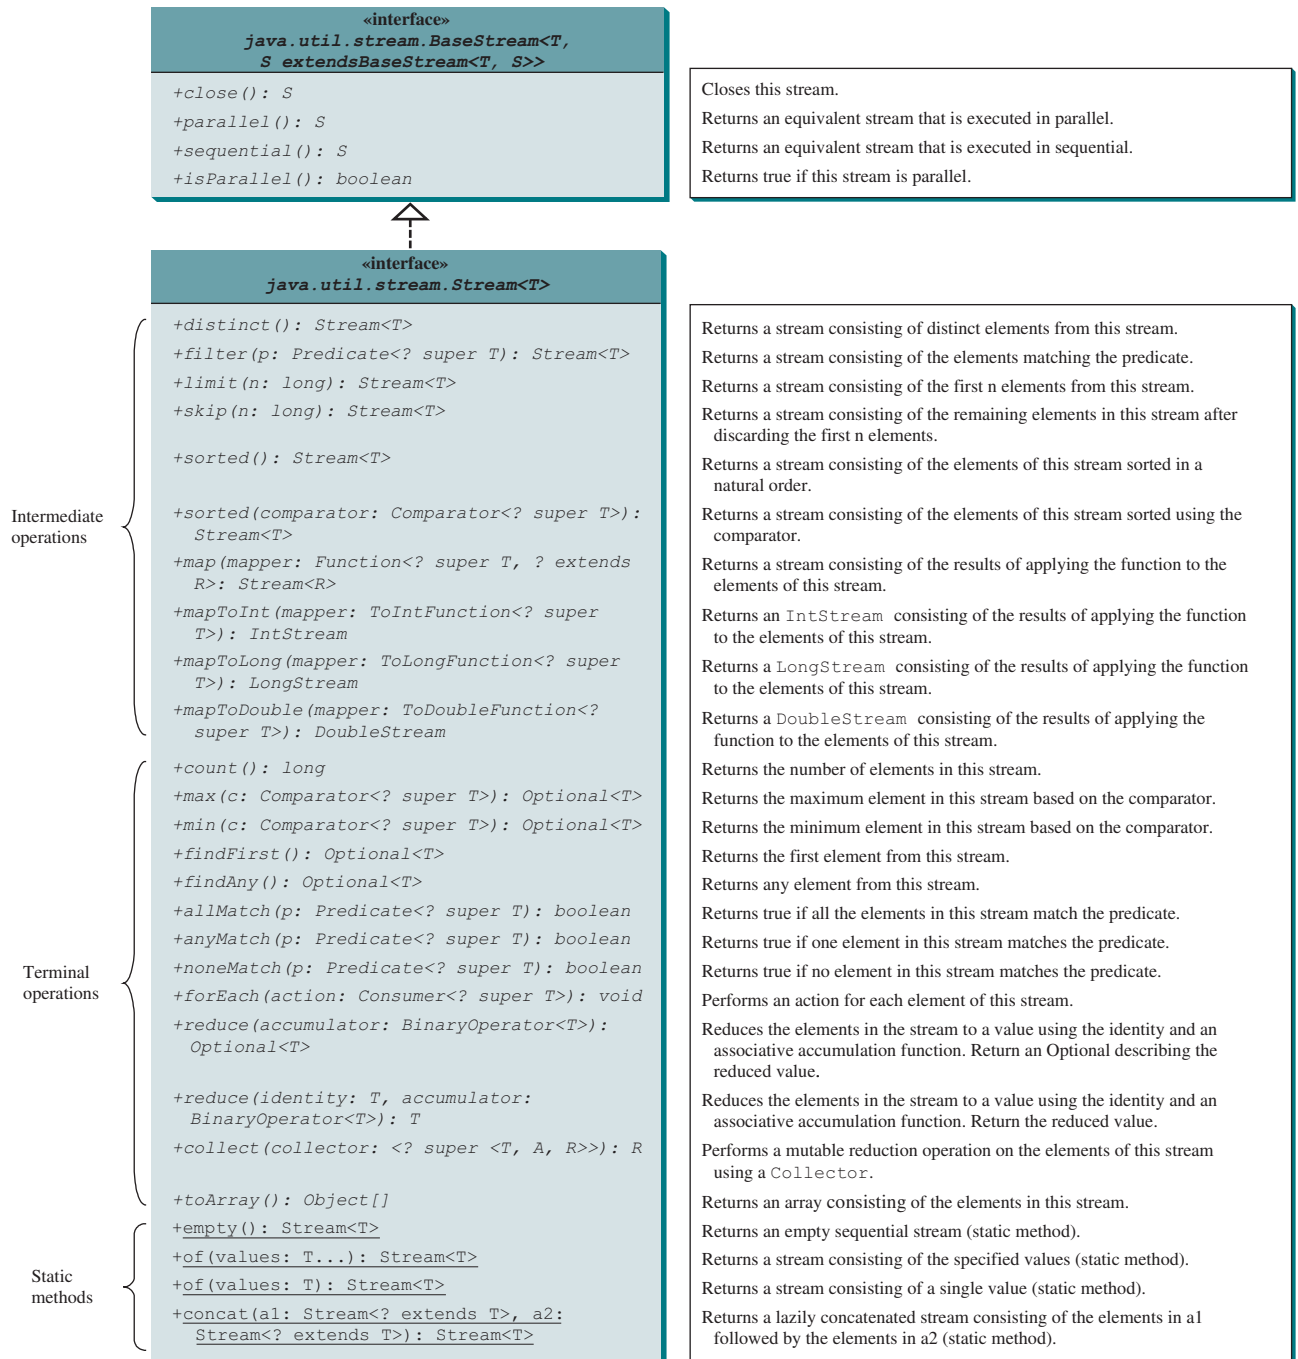 «interface»
java.util.stream.BaseStream<T,
S extendsBaseStream<T, S>>
+close(): S
+parallel(): S
+sequential(): S
+isParallel(): boolean
Closes this stream.
Returns an equivalent stream that is executed in parallel.
Returns an equivalent stream that is executed in sequential.
Returns true if this stream is parallel.
«interface»
java.util.stream.Stream<T>
Intermediate
operations
+distinct(): Stream<T>
+filter(p: Predicate<? super T): Stream<T>
+limit(n: long): Stream<T>
+skip(n: long): Stream<T>
+sorted(): Stream<T>
+sorted(comparator: Comparator<? super T>):
Stream<T>
+map(mapper: Function<? super T, ? extends
R>: Stream<R>
+mapToInt(mapper: ToIntFunction<? super
T>): IntStream
+mapToLong(mapper: ToLongFunction<? super
T>): LongStream
+mapToDouble(mapper: ToDoubleFunction<?
super T>): DoubleStream
Returns a stream consisting of distinct elements from this stream.
Returns a stream consisting of the elements matching the predicate.
Returns a stream consisting of the first n elements from this stream.
Returns a stream consisting of the remaining elements in this stream after
discarding the first n elements.
Returns a stream consisting of the elements of this stream sorted in a
natural order.
Returns a stream consisting of the elements of this stream sorted using the
comparator.
Returns a stream consisting of the results of applying the function to the
elements of this stream.
Returns an IntStream consisting of the results of applying the function
to the elements of this stream.
Returns a LongStream consisting of the results of applying the function
to the elements of this stream.
Returns a DoubleStream consisting of the results of applying the
function to the elements of this stream.
Terminal
operations
+count(): long
+max(c: Comparator<? super T>): Optional<T>
+min(c: Comparator<? super T>): Optional<T>
+findFirst(): Optional<T>
+findAny(): Optional<T>
+allMatch(p: Predicate<? super T): boolean
+anyMatch(p: Predicate<? super T): boolean
+noneMatch(p: Predicate<? super T): boolean
+forEach(action: Consumer<? super T>): void
+reduce(accumulator: BinaryOperator<T>):
Optional<T>
+reduce(identity: T, accumulator:
BinaryOperator<T>): T
+collect(collector: <? super <T, A, R>>): R
+toArray(): Object[]
Returns the number of elements in this stream.
Returns the maximum element in this stream based on the comparator.
Returns the minimum element in this stream based on the comparator.
Returns the first element from this stream.
Returns any element from this stream.
Returns true if all the elements in this stream match the predicate.
Returns true if one element in this stream matches the predicate.
Returns true if no element in this stream matches the predicate.
Performs an action for each element of this stream.
Reduces the elements in the stream to a value using the identity and an
associative accumulation function. Return an Optional describing the
reduced value.
Reduces the elements in the stream to a value using the identity and an
associative accumulation function. Return the reduced value.
Performs a mutable reduction operation on the elements of this stream
using a Collector.
Returns an array consisting of the elements in this stream.
Static
methods
+empty(): Stream<T>
+of(values: T...): Stream<T>
+of(values: T): Stream<T>
+concat(a1: Stream<? extends T>, a2:
Stream<? extends T>): Stream<T>
Returns an empty sequential stream (static method).
Returns a stream consisting of the specified values (static method).
Returns a stream consisting of a single value (static method).
Returns a lazily concatenated stream consisting of the elements in a1
followed by the elements in a2 (static method).